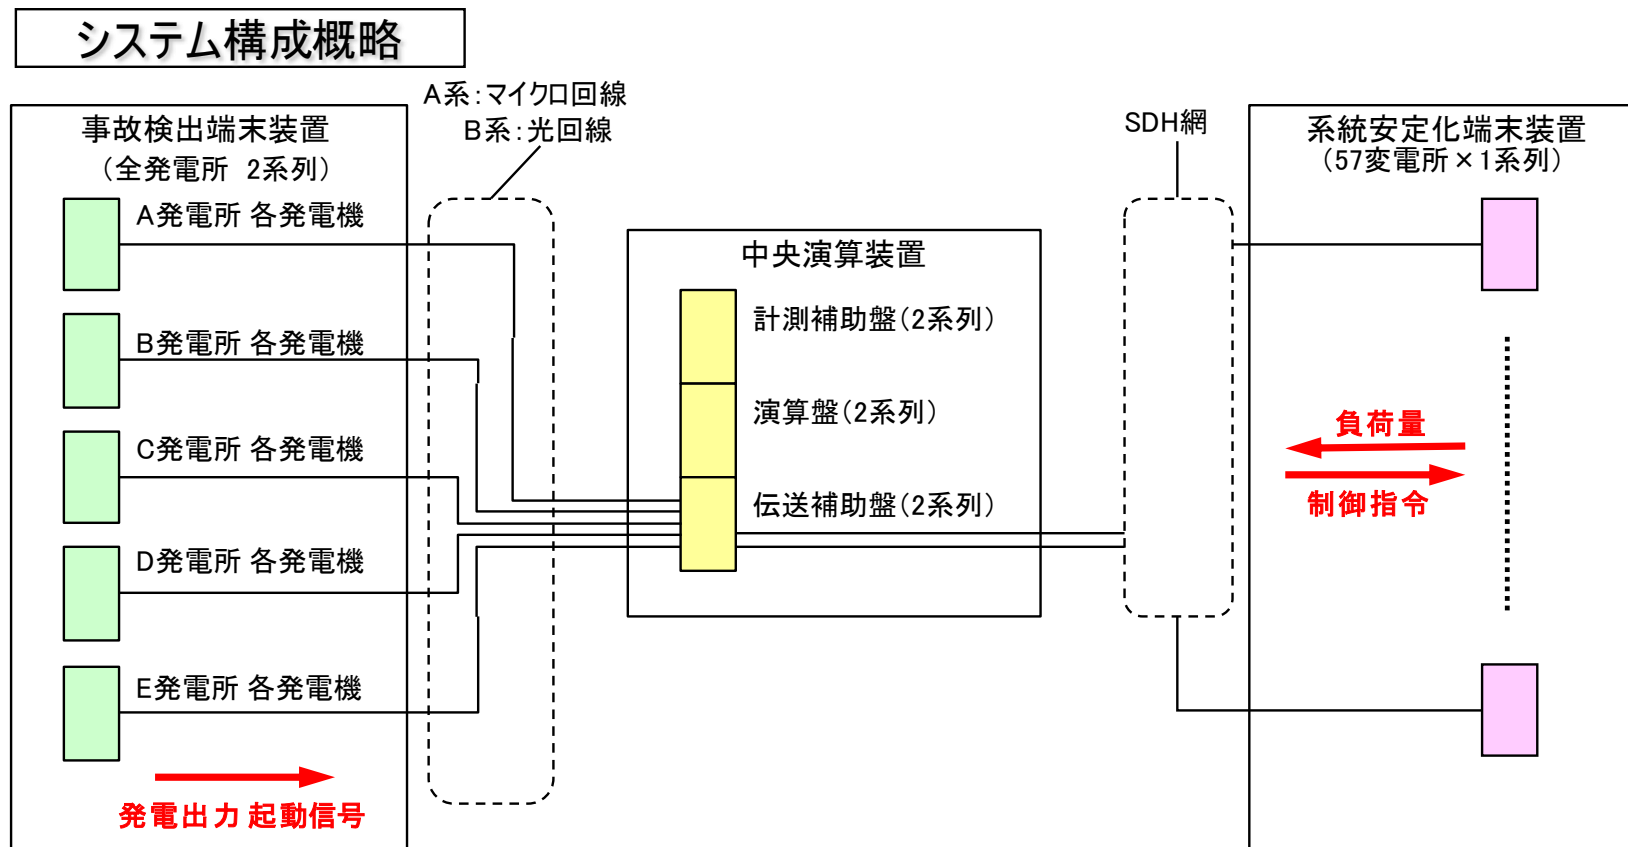 システム構成概略
A系：マイクロ回線
B系：光回線
事故検出端末装置
（全発電所　2系列）
A発電所 各発電機
B発電所 各発電機
C発電所 各発電機
D発電所 各発電機
E発電所 各発電機
発電出力 起動信号
中央演算装置
計測補助盤（2系列）
演算盤（2系列）
伝送補助盤（2系列）
SDH網
系統安定化端末装置
（57変電所×1系列）
負荷量
制御指令